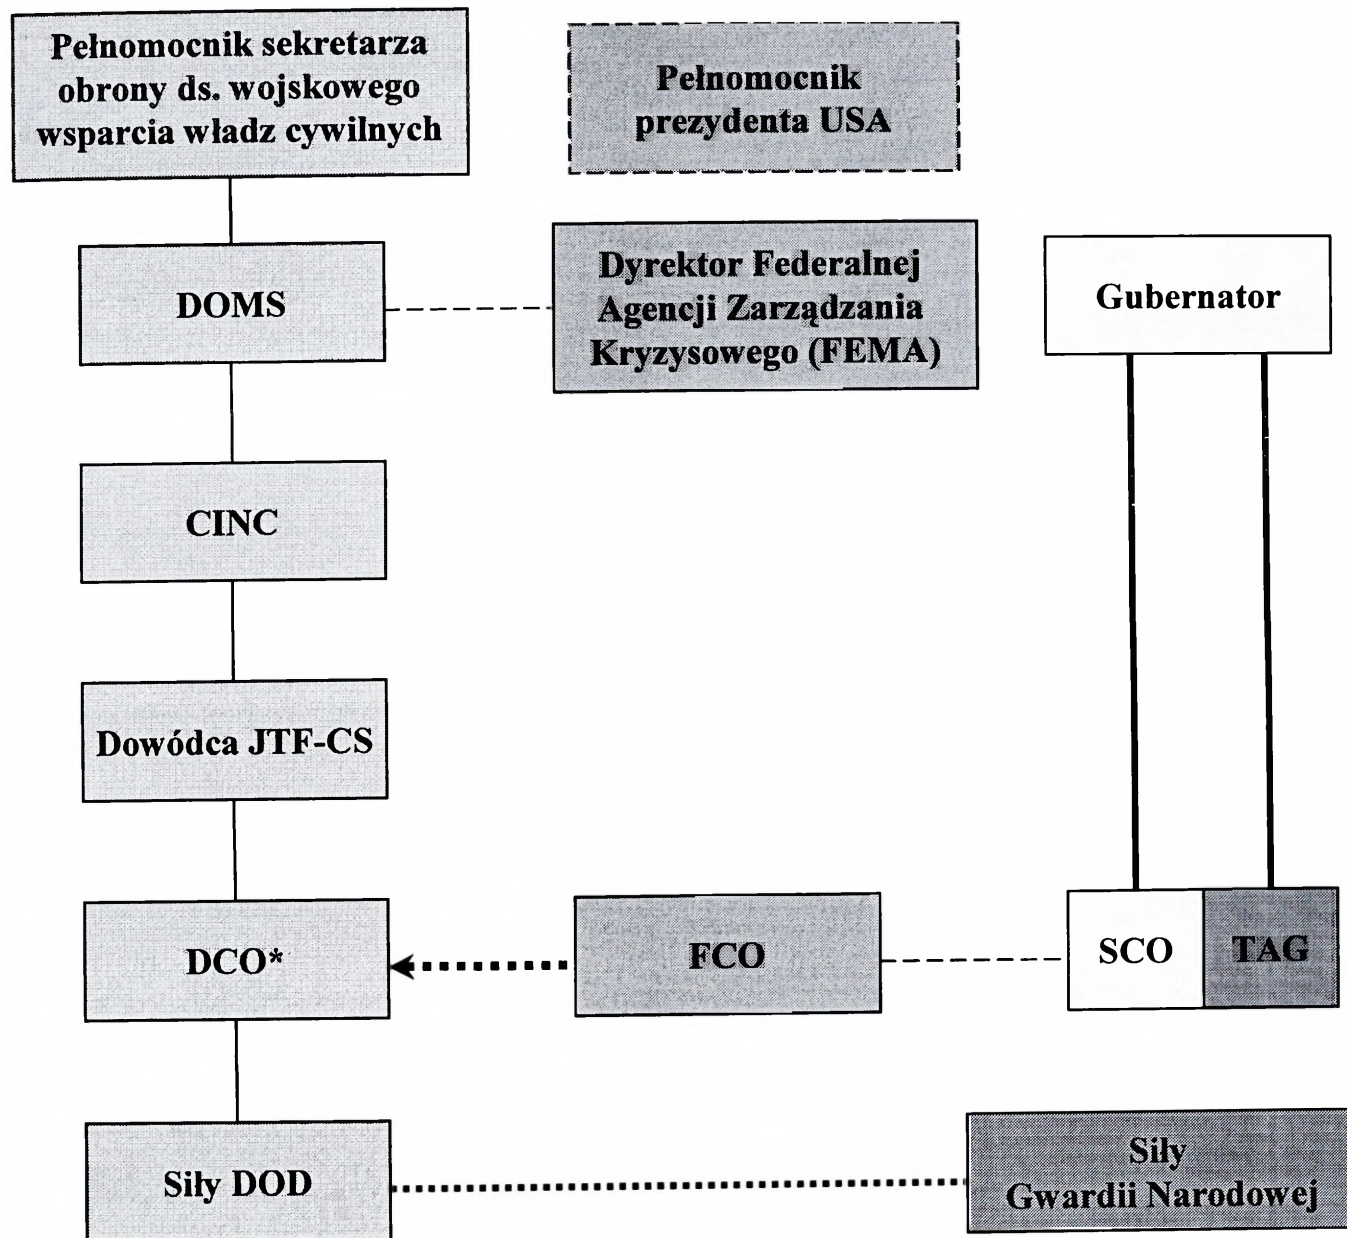 Pełnomocnik sekretarza
obrony ds. wojskowego
wsparcia władz cywilnych
Pełnomocnik
prezydenta USA
DOMS
Dyrektor Federalnej
Agencji Zarządzania
Kryzysowego (FEMA)
Gubernator
CINC
Dowódca JTF-CS
DCO*
FCO
SCO
TAG
Siły DOD
Siły
Gwardii Narodowej